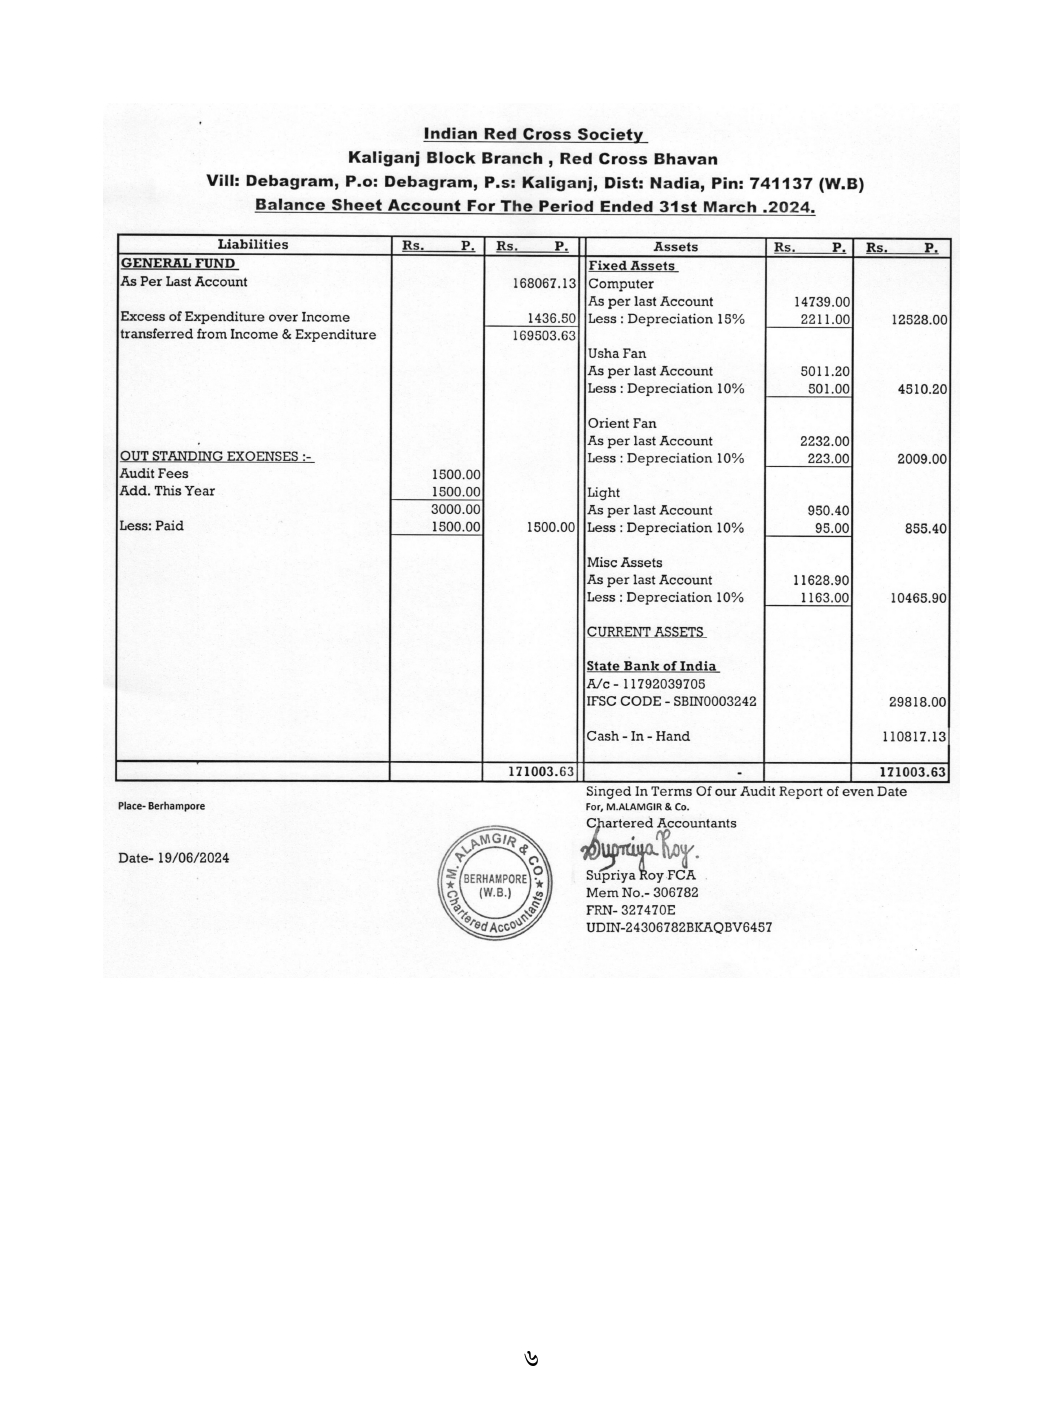 Indian Red Cross Society
Kaliganj Block Branch , Red Cross Bhavan
Vill: Debagram, P.o: Debagram, P.s: Kaliganj, Dist: Nadia, Pin: 741137 (W.B)
Balance Sheet Account For The Period Ended 31st March .2024.
Liabilities Rs. P. Rs. P. Assets Rs. P. Rs. P.
GENERAL FUND Fixed Assets
As Per Last Account 168067.13 Computer
As per last Account 14739.00
Excess of Expenditure over Income 1436.50 Less : Depreciation 15% 2211.00 12528.00
transferred from Income & Expenditure 169503.63
Usha Fan
As per last Account 5011.20
Less : Depreciation 10% 501.00 4510.20
Orient Fan
As per last Account 2232.00
OUT STANDING EXOENSES :- Less : Depreciation 10% 223.00 2009.00
Audit Fees 1500.00
Add. This Year 1500.00 Light
3000.00 As per last Account 950.40
Less: Paid 1500.00 1500.00 Less : Depreciation 10% 95.00 855.40
Misc Assets
As per last Account 11628.90
Less : Depreciation 10% 1163.00 10465.90
CURRENT ASSETS
State Bank of India
A/c - 11792039705
IFSC CODE - SBIN0003242 29818.00
Cash - In - Hand 110817.13
171003.63 - 171003.63
Singed In Terms Of our Audit Report of even Date
Place- Berhampore For, M.ALAMGIR & Co.
Chartered Accountants
Supriya Roy.
Date- 19/06/2024
Supriya Roy FCA
Mem No.- 306782
FRN- 327470E
UDIN-24306782BKAQBV6457
M. ALAMGIR & CO.
BERHAMPORE
(W.B.)
Chartered Accountants
৬